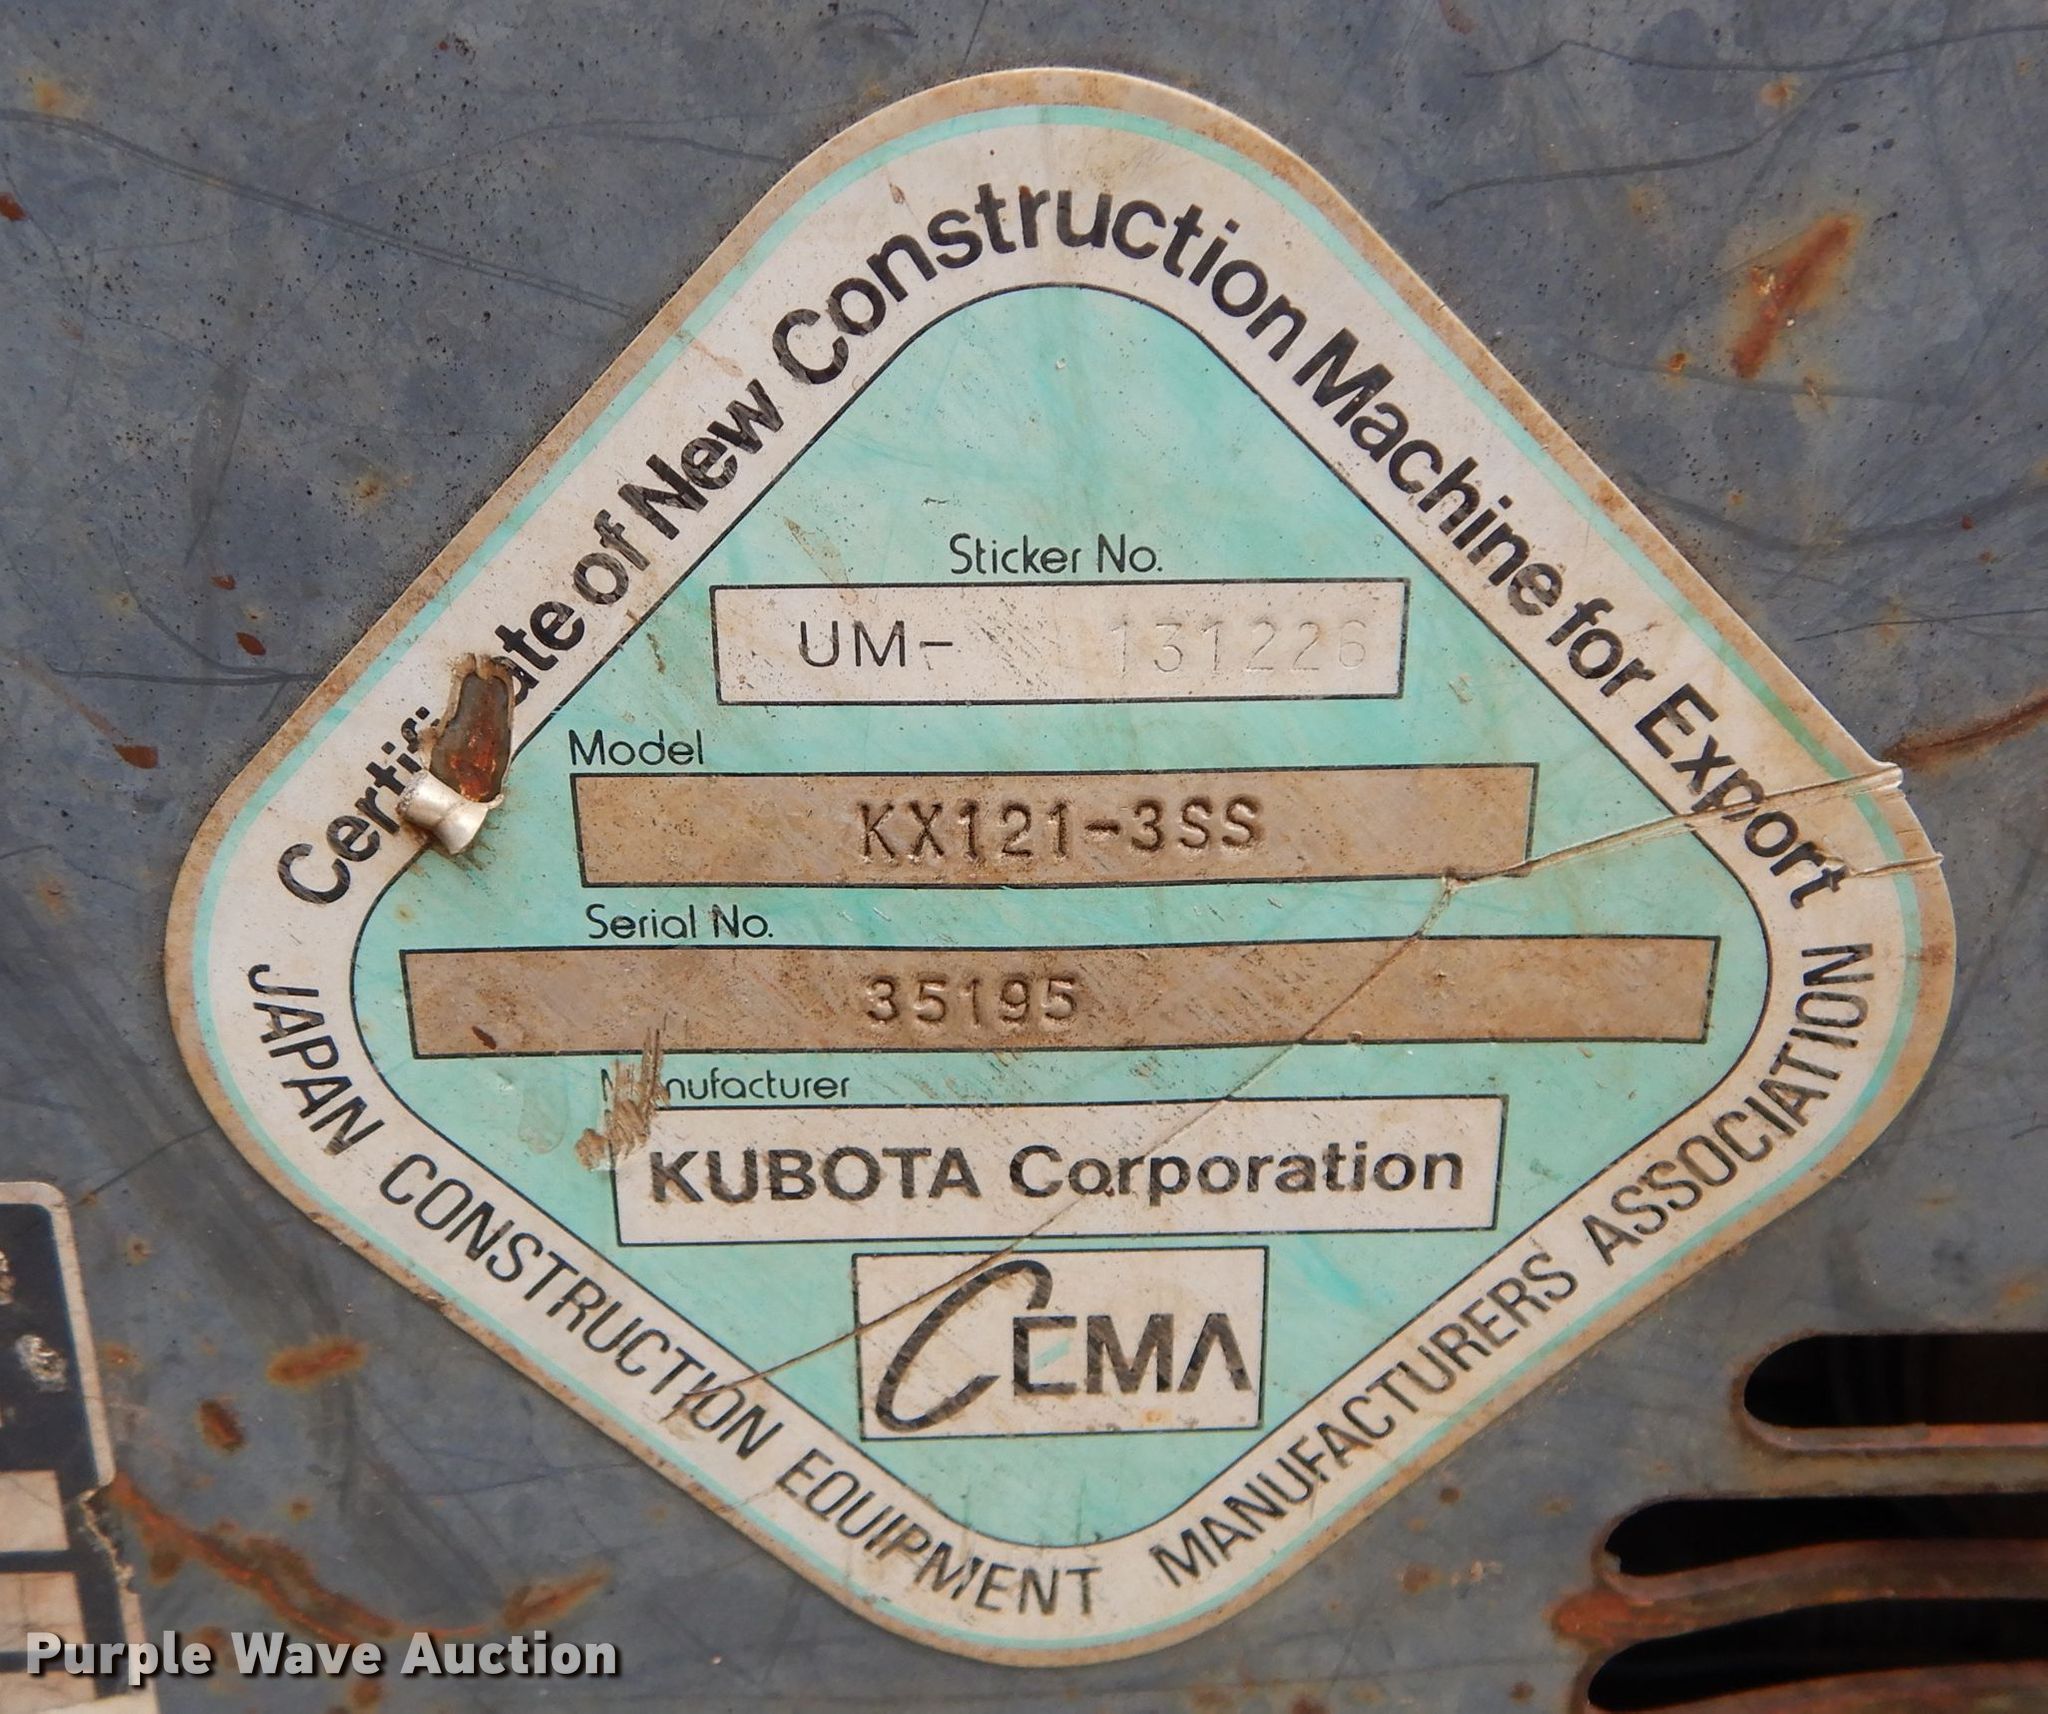 Certificate of New Construction Machine for Export
Sticker No.
UM- 131226
Model
KX121-3SS
Serial No.
35195
Manufacturer
KUBOTA Corporation
CEMA
JAPAN CONSTRUCTION EQUIPMENT MANUFACTURERS ASSOCIATION
Purple Wave Auction